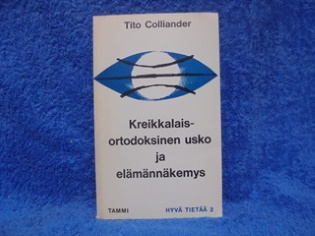 Tito Colliander
Kreikkalais-
ortodoksinen usko
ja
elämännäkemys
TAMMI HYVÄ TIETÄÄ 2